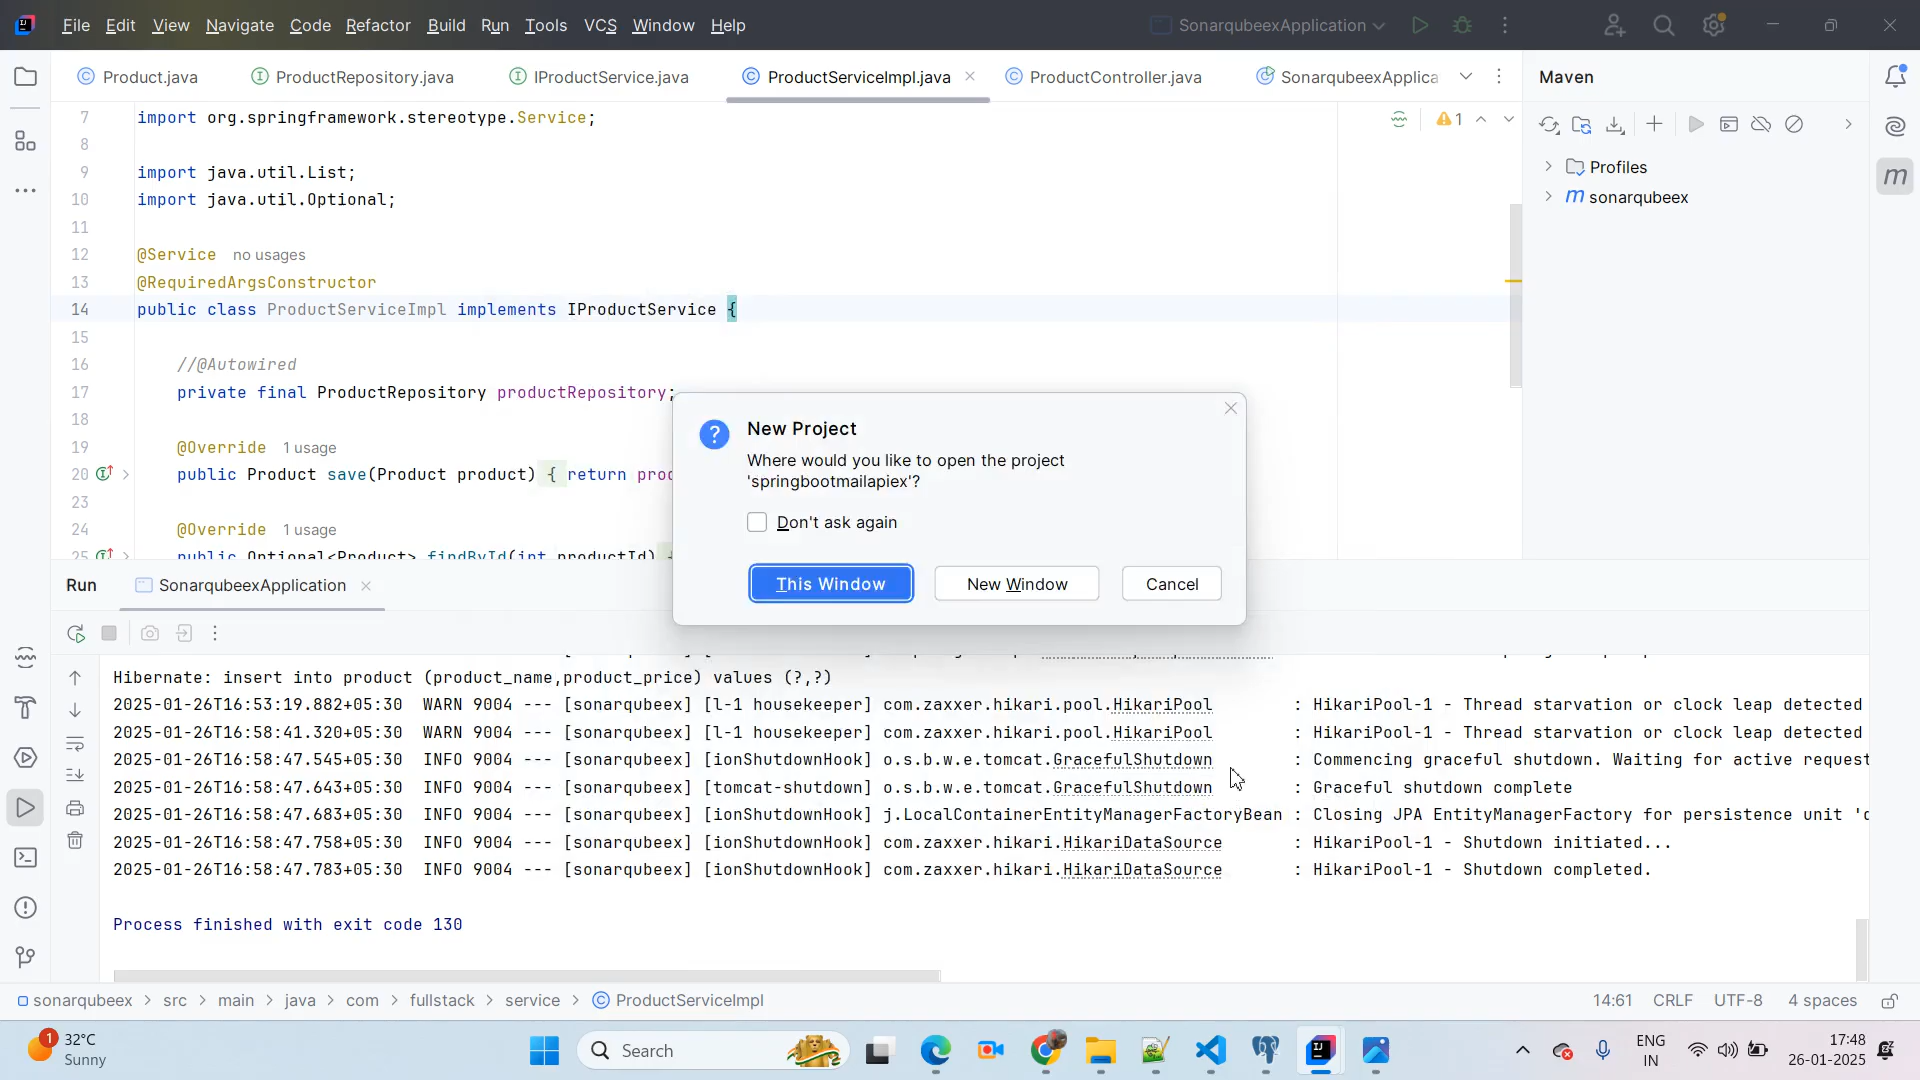 File Edit View Navigate Code Refactor Build Run Tools VCS Window Help SonarqubeexApplication
Product.java ProductRepository.java IProductService.java ProductServiceImpl.java ProductController.java SonarqubeexApplica Maven
7 import org.springframework.stereotype.Service; 1
8
9 import java.util.List;
10 import java.util.Optional;
11
12 @Service no usages
13 @RequiredArgsConstructor
14 public class ProductServiceImpl implements IProductService {
15
16 //@Autowired
17 private final ProductRepository productRepository;
18
19 @Override 1 usage
20 public Product save(Product product) { return prod
23
24 @Override 1 usage
25 public Optional<Product> findById(int productId) {
Profiles
sonarqubeex
New Project
Where would you like to open the project
'springbootmailapiex'?
Don't ask again
This Window New Window Cancel
Run SonarqubeexApplication
Hibernate: insert into product (product_name,product_price) values (?,?)
2025-01-26T16:53:19.882+05:30 WARN 9004 --- [sonarqubeex] [l-1 housekeeper] com.zaxxer.hikari.pool.HikariPool : HikariPool-1 - Thread starvation or clock leap detected
2025-01-26T16:58:41.320+05:30 WARN 9004 --- [sonarqubeex] [l-1 housekeeper] com.zaxxer.hikari.pool.HikariPool : HikariPool-1 - Thread starvation or clock leap detected
2025-01-26T16:58:47.545+05:30 INFO 9004 --- [sonarqubeex] [ionShutdownHook] o.s.b.w.e.tomcat.GracefulShutdown : Commencing graceful shutdown. Waiting for active request
2025-01-26T16:58:47.643+05:30 INFO 9004 --- [sonarqubeex] [tomcat-shutdown] o.s.b.w.e.tomcat.GracefulShutdown : Graceful shutdown complete
2025-01-26T16:58:47.683+05:30 INFO 9004 --- [sonarqubeex] [ionShutdownHook] j.LocalContainerEntityManagerFactoryBean : Closing JPA EntityManagerFactory for persistence unit 'd
2025-01-26T16:58:47.758+05:30 INFO 9004 --- [sonarqubeex] [ionShutdownHook] com.zaxxer.hikari.HikariDataSource : HikariPool-1 - Shutdown initiated...
2025-01-26T16:58:47.783+05:30 INFO 9004 --- [sonarqubeex] [ionShutdownHook] com.zaxxer.hikari.HikariDataSource : HikariPool-1 - Shutdown completed.
Process finished with exit code 130
sonarqubeex > src > main > java > com > fullstack > service > ProductServiceImpl 14:61 CRLF UTF-8 4 spaces
1 32°C
Sunny
Search
ENG
IN
17:48
26-01-2025